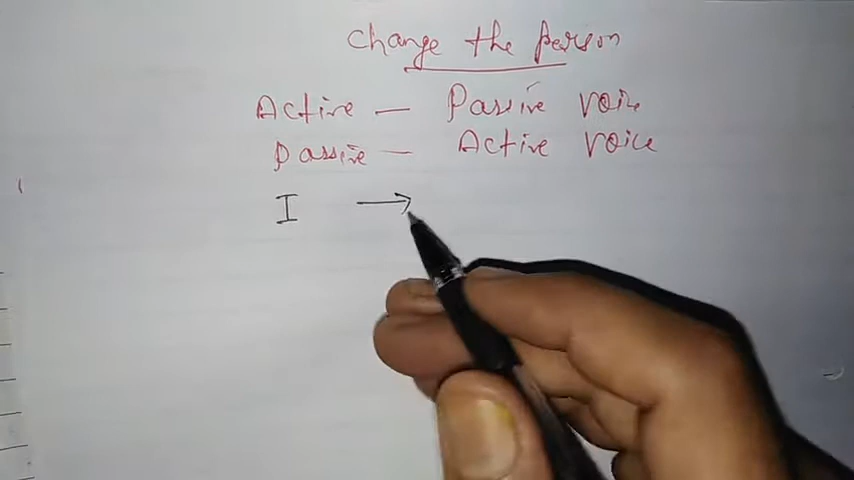 Change the person
Active — Passive voice
Passive — Active voice
I →